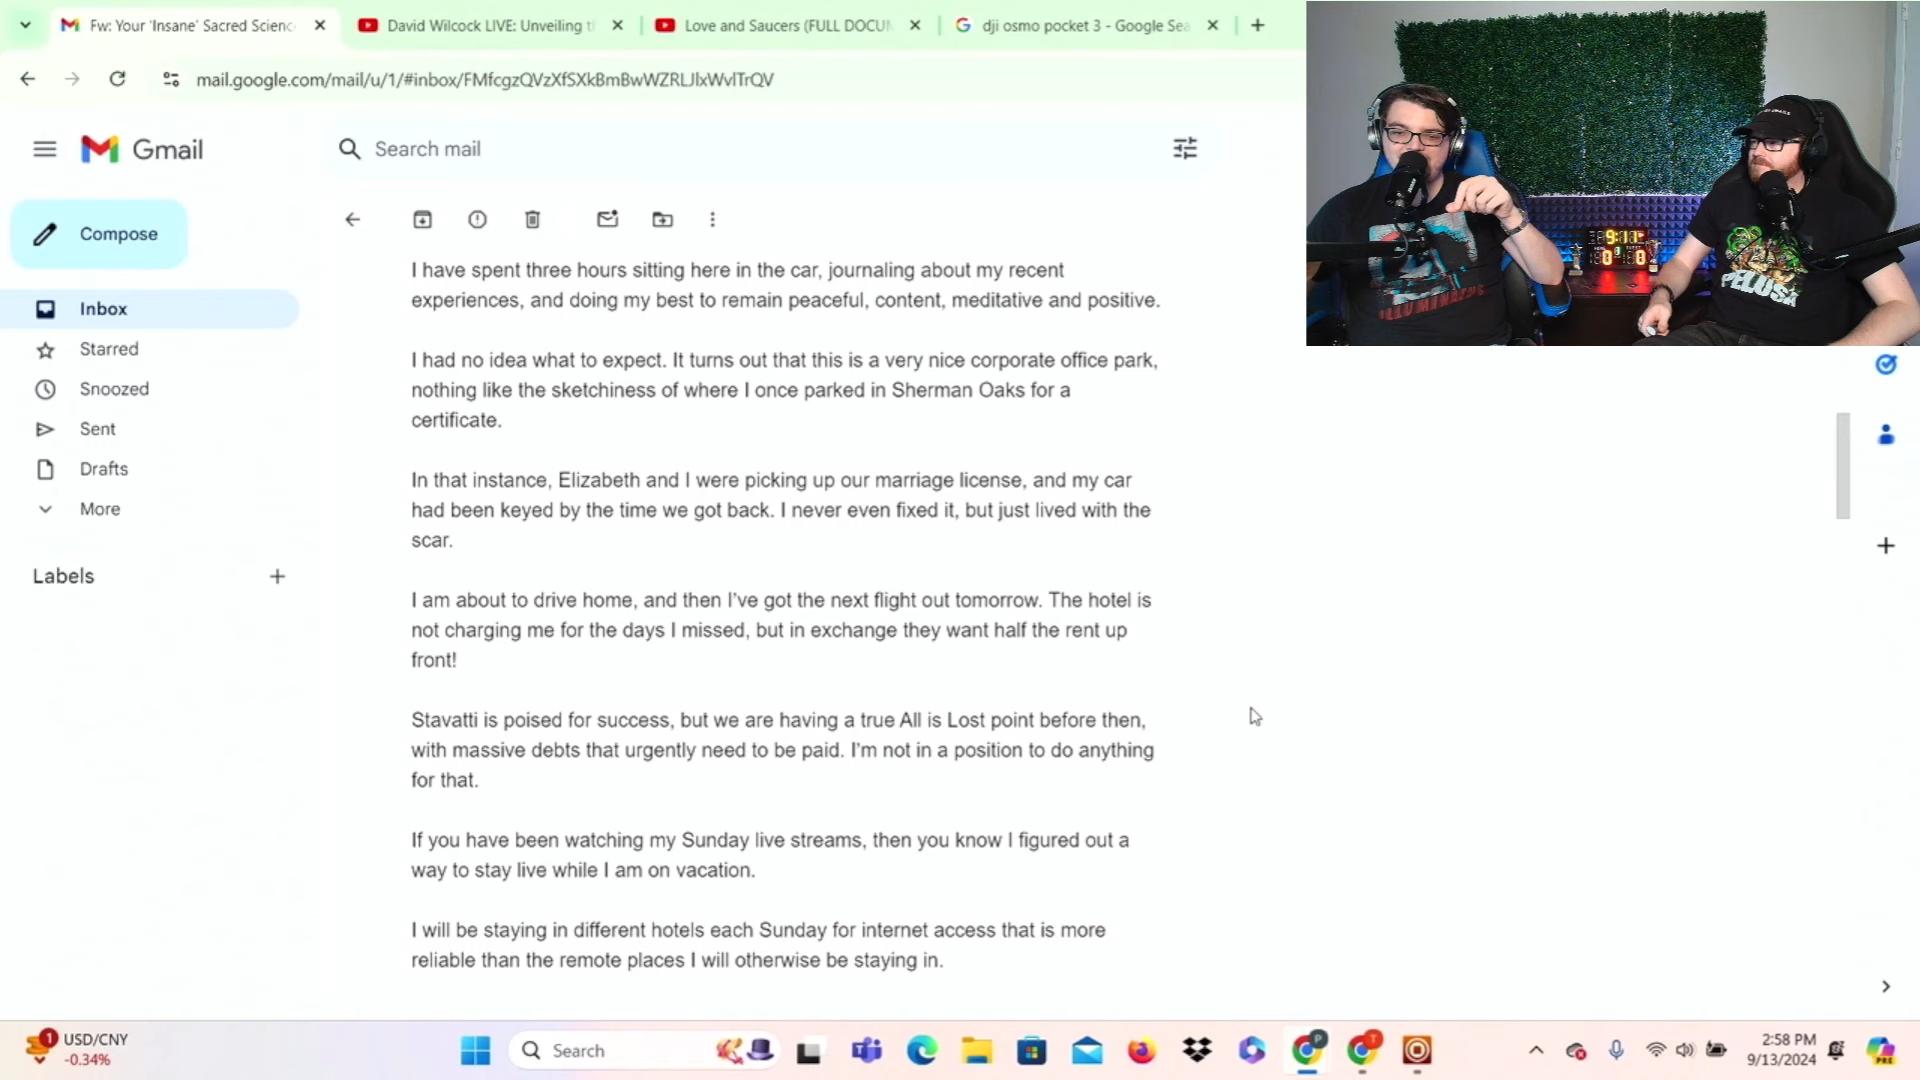 Fw: Your 'Insane' Sacred Scienc
David Wilcock LIVE: Unveiling t
Love and Saucers (FULL DOCU
dji osmo pocket 3 - Google Sea
mail.google.com/mail/u/1/#inbox/FMfcgzQVzXfSXkBmBwWZRLJlxWvlTrQV
Gmail
Search mail
Compose
Inbox
Starred
Snoozed
Sent
Drafts
More
Labels
I have spent three hours sitting here in the car, journaling about my recent
experiences, and doing my best to remain peaceful, content, meditative and positive.
I had no idea what to expect. It turns out that this is a very nice corporate office park,
nothing like the sketchiness of where I once parked in Sherman Oaks for a
certificate.
In that instance, Elizabeth and I were picking up our marriage license, and my car
had been keyed by the time we got back. I never even fixed it, but just lived with the
scar.
I am about to drive home, and then I've got the next flight out tomorrow. The hotel is
not charging me for the days I missed, but in exchange they want half the rent up
front!
Stavatti is poised for success, but we are having a true All is Lost point before then,
with massive debts that urgently need to be paid. I'm not in a position to do anything
for that.
If you have been watching my Sunday live streams, then you know I figured out a
way to stay live while I am on vacation.
I will be staying in different hotels each Sunday for internet access that is more
reliable than the remote places I will otherwise be staying in.
9:11
0 0
PELOSA
1
USD/CNY
-0.34%
Search
P
T
2:58 PM
9/13/2024
PRE